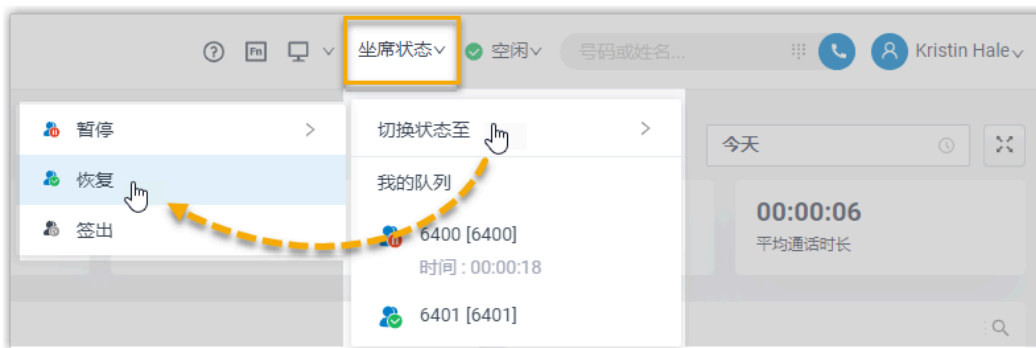 Fn 坐席状态 空闲 号码或姓名... Kristin Hale
暂停
恢复
签出
切换状态至
我的队列
6400 [6400]
时间 : 00:00:18
6401 [6401]
今天
00:00:06
平均通话时长